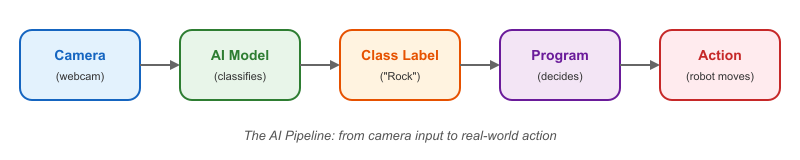 Camera
(webcam)
AI Model
(classifies)
Class Label
("Rock")
Program
(decides)
Action
(robot moves)
The AI Pipeline: from camera input to real-world action